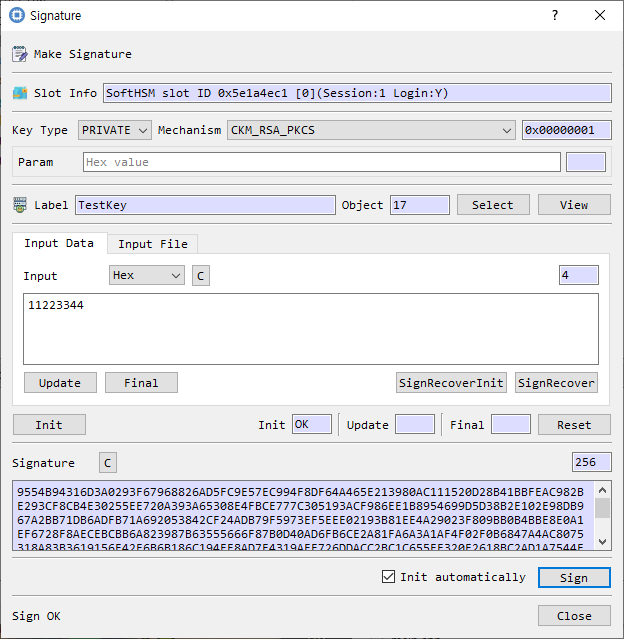 Signature
? 
Make Signature
Slot Info SoftHSM slot ID 0x5e1a4ec1 [0](Session:1 Login:Y)
Key Type PRIVATE Mechanism CKM_RSA_PKCS 0x00000001
Param Hex value
Label TestKey Object 17 Select View
Input Data Input File
Input Hex C 4
11223344
Update Final SignRecoverInit SignRecover
Init Init OK Update Final Reset
Signature C 256
9554B94316D3A0293F67968826AD5FC9E57EC994F8DF64A465E213980AC111520D28B41BBFEAC982B
E293CF8CB4E30255EE720A393A65308E4FBCE777C305193ACF986EE1B8954699D5D38B2E102E98DB9
67A2BB71DB6ADFB71A692053842CF24ADB79F5973EF5EEE02193B81EE4A29023F809BB0B4BBE8E0A1
EF6728F8AECEBCBB6A823987B63555666F87B0D40AD6FB6CE2A81FA6A3A1AF4F02F0B6847A4AC8075
Init automatically Sign
Sign OK Close